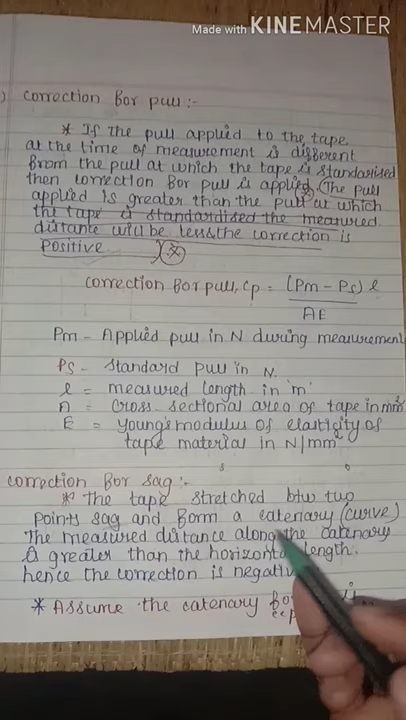 Made with KINEMASTER
) Correction for pull :-
* If the pull applied to the tape
at the time of measurement is different
from the pull at which the tape is standarised
then correction for pull is applied. (The pull
applied is greater than the pull at which
the tape is standardised the measured
distance will be less & the correction is
positive.
Correction for pull, Cp = (Pm - Ps) l
AE
Pm - Applied pull in N during measurement
Ps - Standard pull in N.
l = measured length in 'm'
A = Cross-sectional area of tape in mm²
E = Young's modulus of elasticity of
tape material in N/mm²
Correction for sag :-
* The tape stretched btw two
points sag and form a catenary (curve)
The measured distance along the catenary
is greater than the horizontal length.
hence the correction is
* Assume the catenary